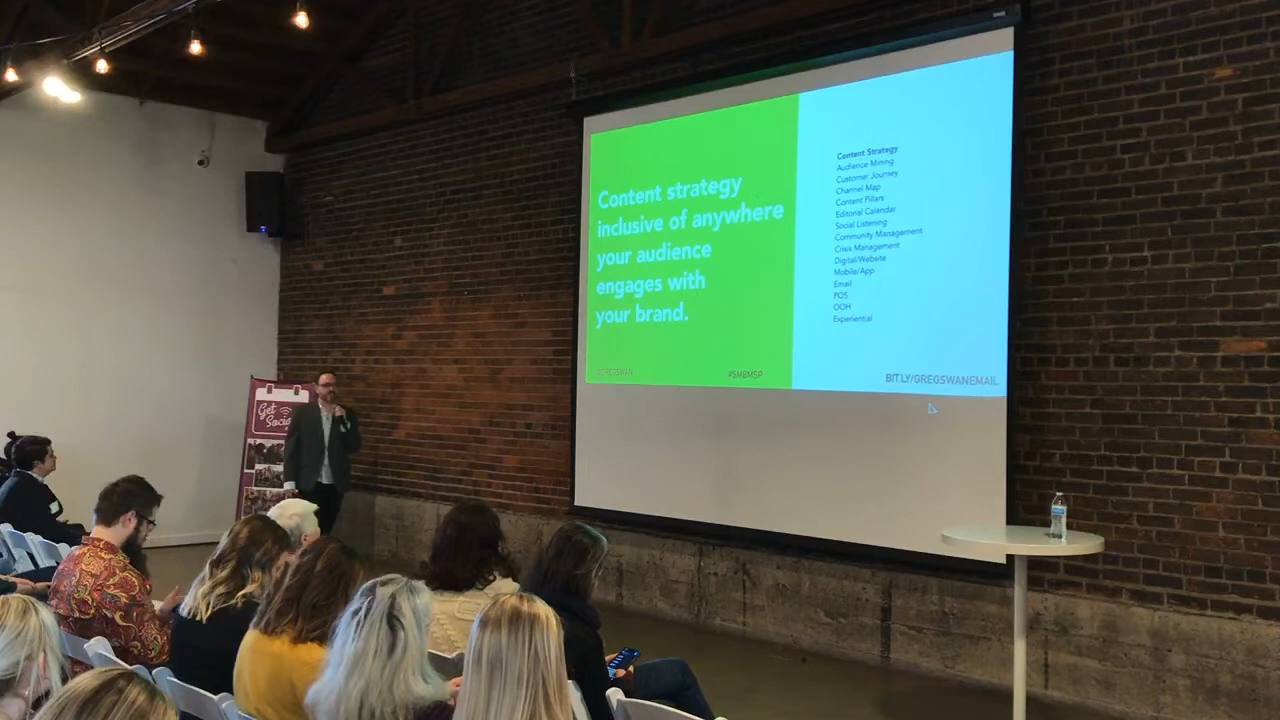 Content strategy
inclusive of anywhere
your audience
engages with
your brand.
@GREGSWAN
#SMBMSP
Content Strategy
Audience Mining
Customer Journey
Channel Map
Content Pillars
Editorial Calendar
Social Listening
Community Management
Crisis Management
Digital/Website
Mobile/App
Email
POS
OOH
Experiential
BIT.LY/GREGSWANEMAIL
Get